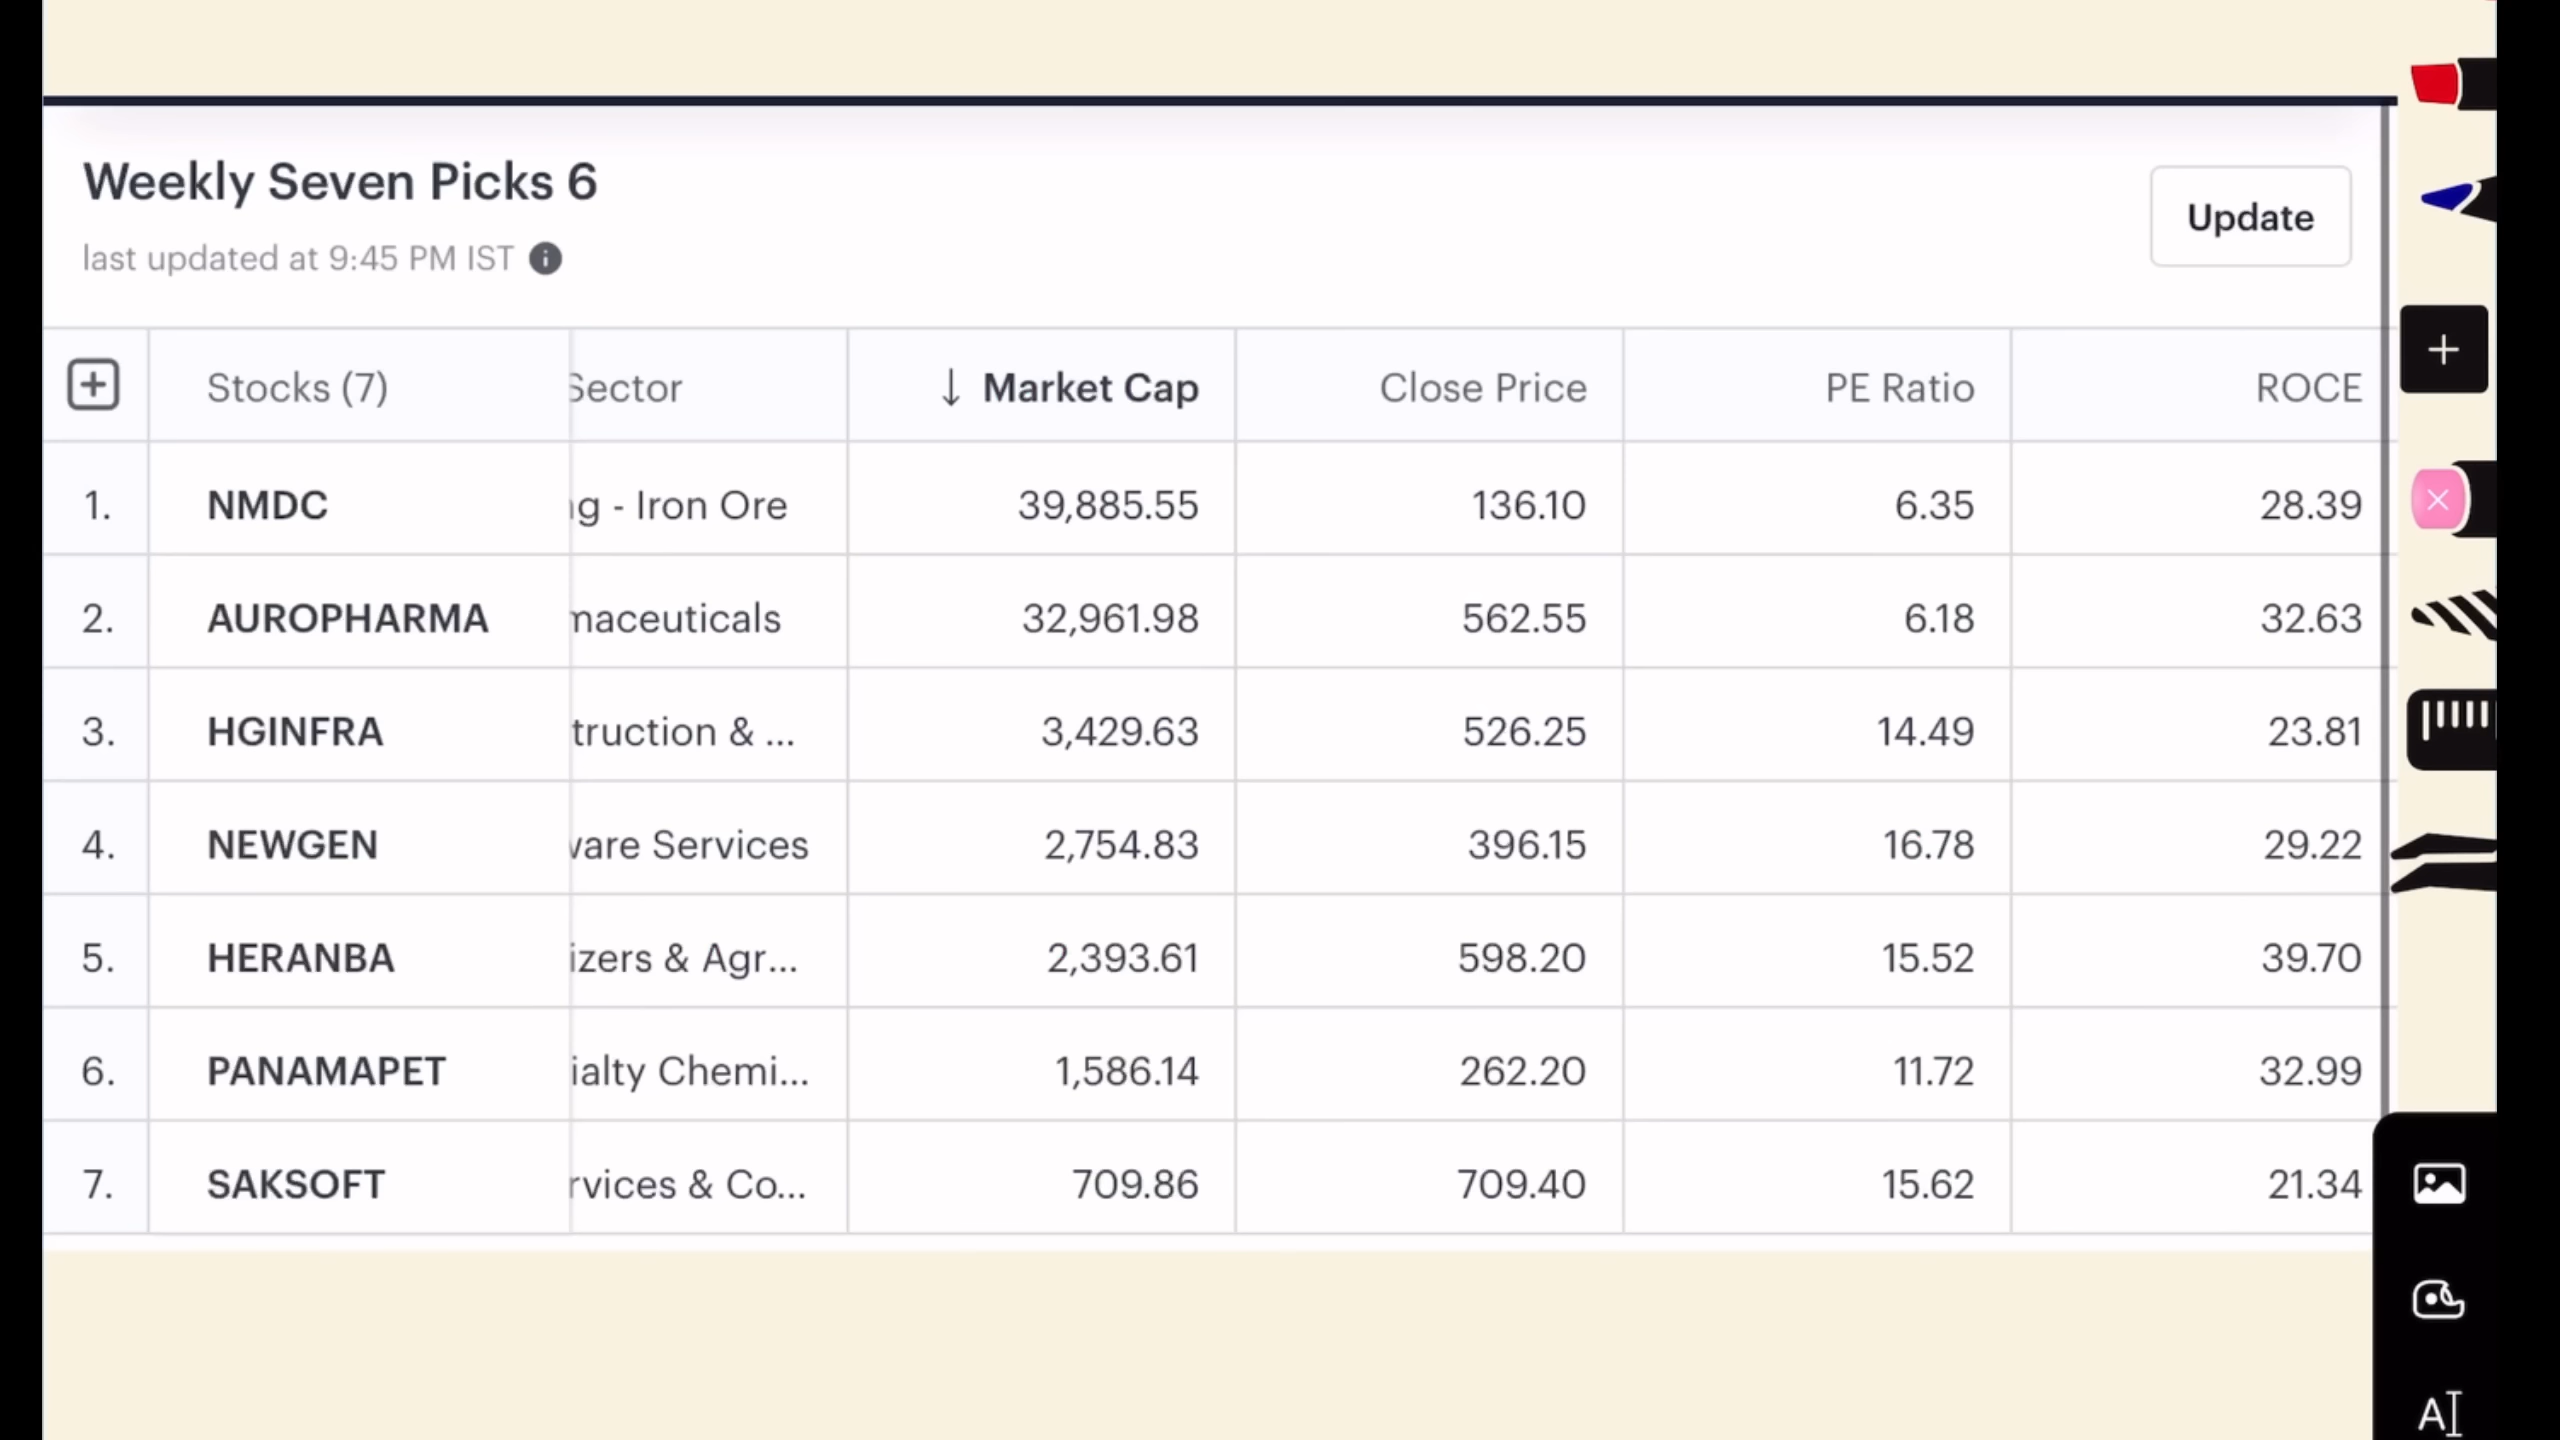 Weekly Seven Picks 6
last updated at 9:45 PM IST
Update
Stocks (7) Sector ↓ Market Cap Close Price PE Ratio ROCE
1. NMDC ng - Iron Ore 39,885.55 136.10 6.35 28.39
2. AUROPHARMA maceuticals 32,961.98 562.55 6.18 32.63
3. HGINFRA truction & ... 3,429.63 526.25 14.49 23.81
4. NEWGEN ware Services 2,754.83 396.15 16.78 29.22
5. HERANBA izers & Agr... 2,393.61 598.20 15.52 39.70
6. PANAMAPET ialty Chemi... 1,586.14 262.20 11.72 32.99
7. SAKSOFT rvices & Co... 709.86 709.40 15.62 21.34
A